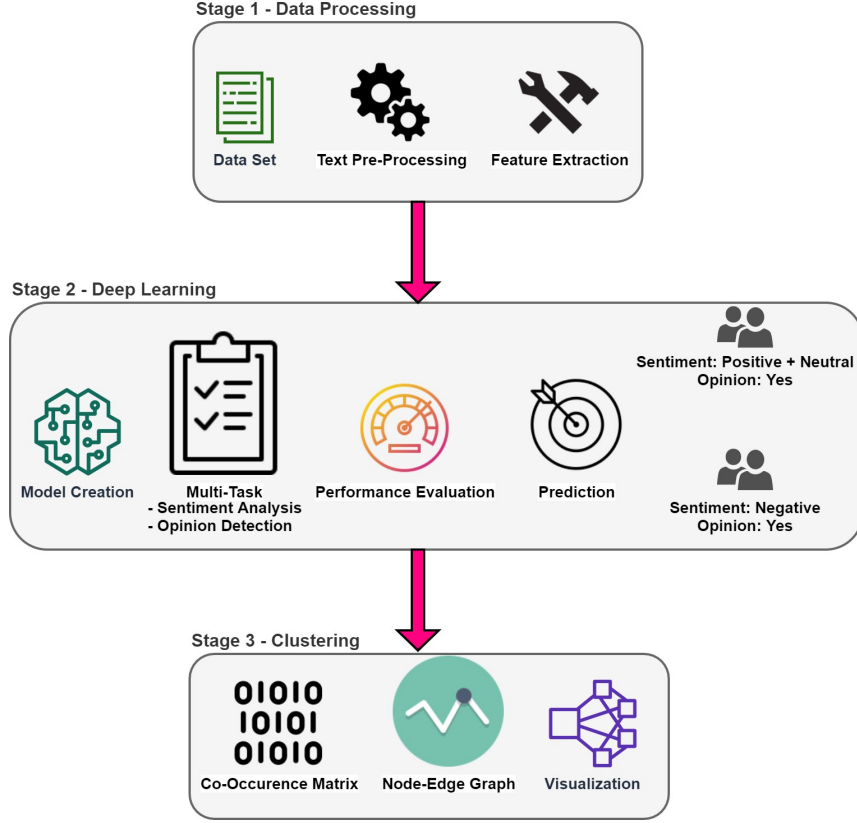 Stage 1 - Data Processing
Data Set
Text Pre-Processing
Feature Extraction
Stage 2 - Deep Learning
Model Creation
Multi-Task
- Sentiment Analysis
- Opinion Detection
Performance Evaluation
Prediction
Sentiment: Positive + Neutral
Opinion: Yes
Sentiment: Negative
Opinion: Yes
Stage 3 - Clustering
01010
10101
01010
Co-Occurence Matrix
Node-Edge Graph
Visualization